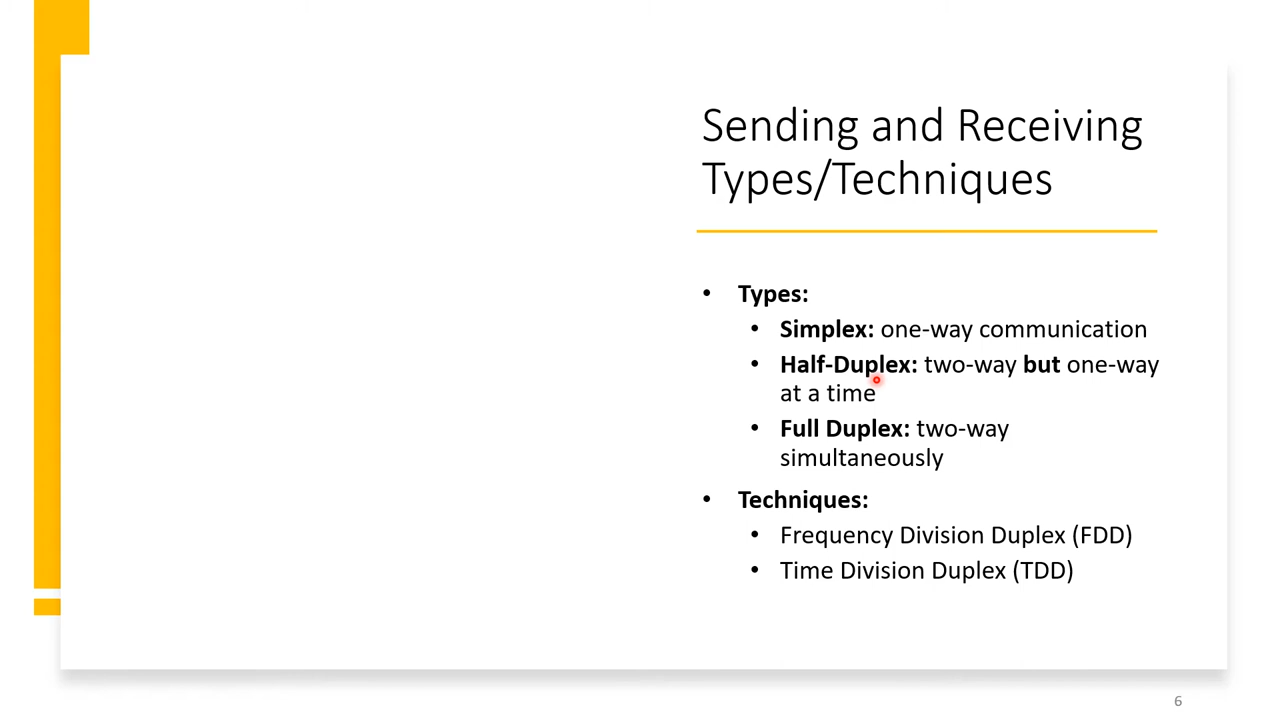 Sending and Receiving
Types/Techniques
• Types:
• Simplex: one-way communication
• Half-Duplex: two-way but one-way
at a time
• Full Duplex: two-way
simultaneously
• Techniques:
• Frequency Division Duplex (FDD)
• Time Division Duplex (TDD)
6